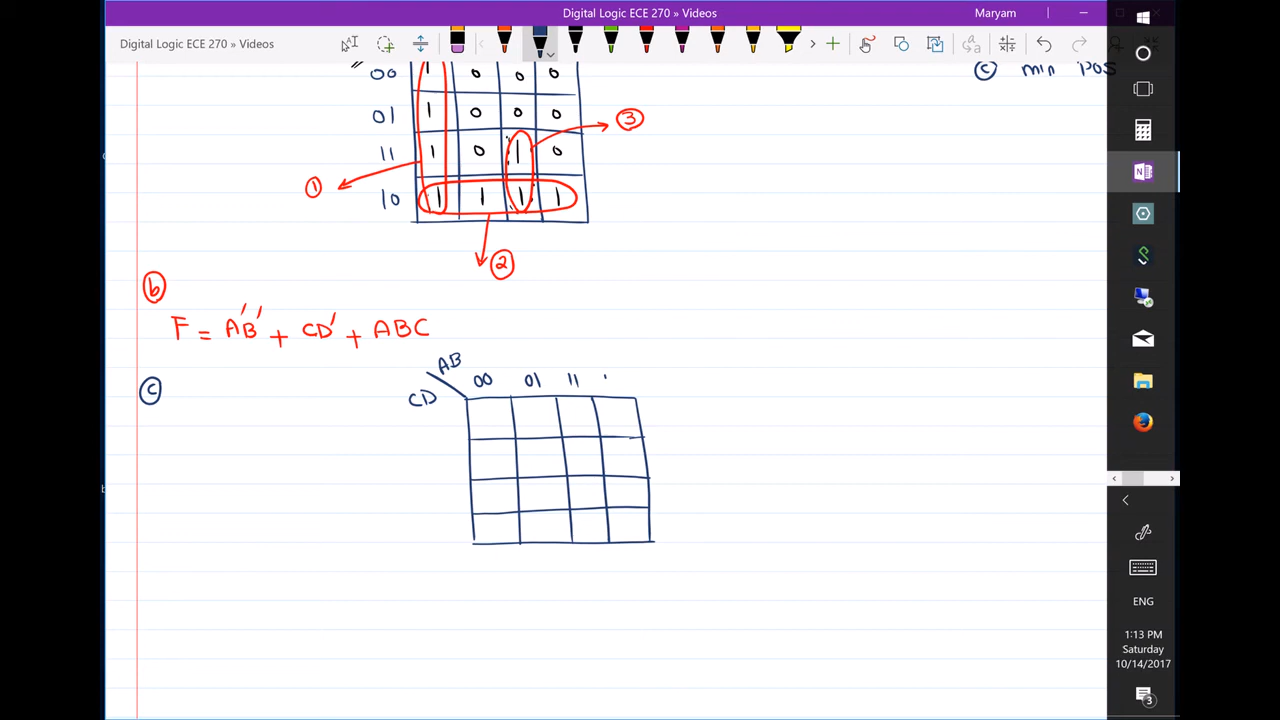 Digital Logic ECE 270 » Videos
Maryam
Digital Logic ECE 270 » Videos
00 1 0 0 0
c min POS
01 1 0 0 0
3
11 1 0 1 0
1
10 1 1 1 1
2
b
F = A'B' + CD' + ABC
c
AB
CD
00 01 11
ENG
1:13 PM
Saturday
10/14/2017
3